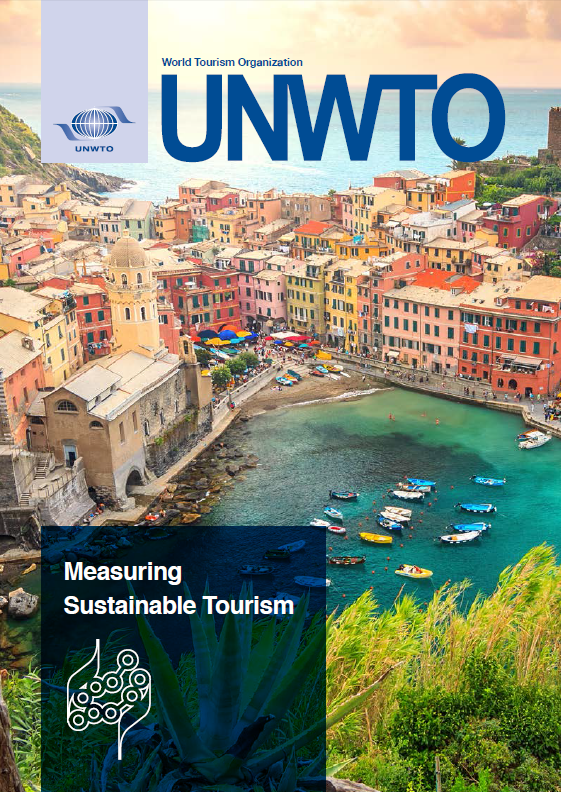 World Tourism Organization
UNWTO
UNWTO
Measuring
Sustainable Tourism